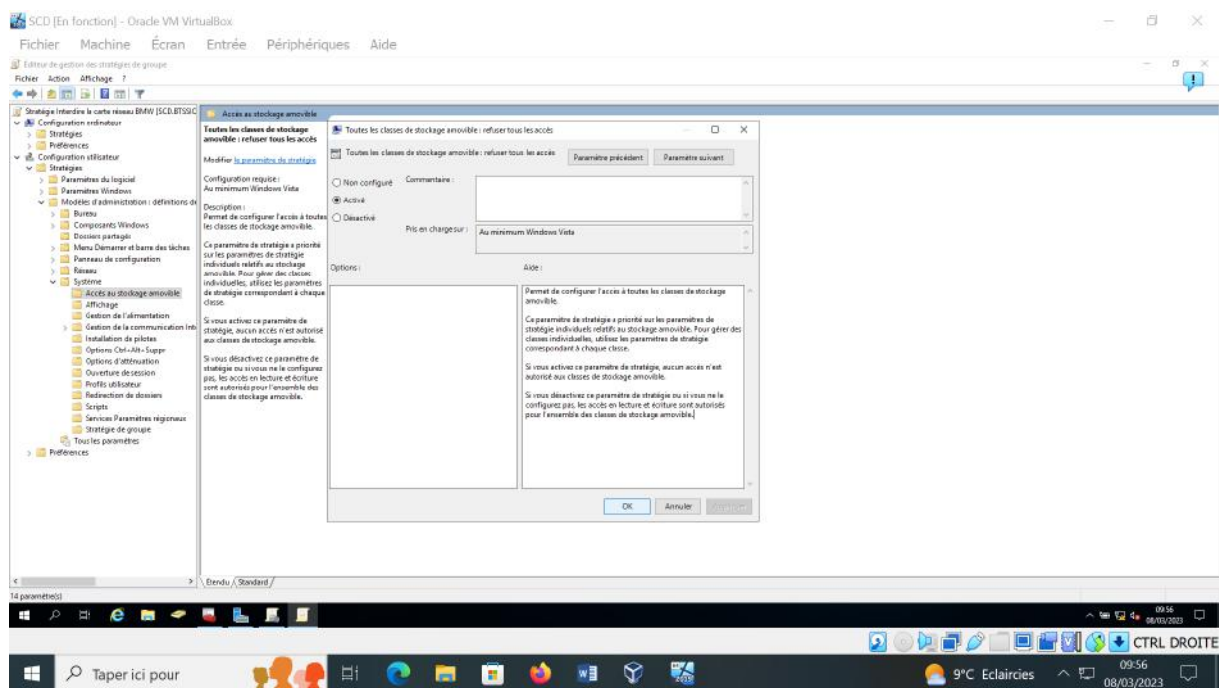 SCD [En fonction] - Oracle VM VirtualBox
Fichier Machine Écran Entrée Périphériques Aide
Éditeur de gestion des stratégies de groupe
Fichier Action Affichage ?
Stratégie Interdire la carte réseau BMW [SCD.BTSSIC
Configuration ordinateur
Stratégies
Préférences
Configuration utilisateur
Stratégies
Paramètres du logiciel
Paramètres Windows
Modèles d'administration : définitions de
Bureau
Composants Windows
Dossiers partagés
Menu Démarrer et barre des tâches
Panneau de configuration
Réseau
Système
Accès au stockage amovible
Affichage
Gestion de l'alimentation
Gestion de la communication Inte
Installation de pilotes
Options Ctrl+Alt+Suppr
Options d'atténuation
Ouverture de session
Profils utilisateur
Redirection de dossiers
Scripts
Services Paramètres régionaux
Stratégie de groupe
Tous les paramètres
Préférences
Accès au stockage amovible
Toutes les classes de stockage
amovible : refuser tous les accès
Modifier le paramètre de stratégie
Configuration requise :
Au minimum Windows Vista
Description :
Permet de configurer l'accès à toutes
les classes de stockage amovible.
Ce paramètre de stratégie a priorité
sur les paramètres de stratégie
individuels relatifs au stockage
amovible. Pour gérer des classes
individuelles, utilisez les paramètres
de stratégie correspondant à chaque
classe.
Si vous activez ce paramètre de
stratégie, aucun accès n'est autorisé
aux classes de stockage amovible.
Si vous désactivez ce paramètre de
stratégie ou si vous ne le configurez
pas, les accès en lecture et écriture
sont autorisés pour l'ensemble des
classes de stockage amovible.
Toutes les classes de stockage amovible : refuser tous les accès
Toutes les classes de stockage amovible : refuser tous les accès
Paramètre précédent Paramètre suivant
Non configuré Commentaire :
Activé
Désactivé
Pris en charge sur : Au minimum Windows Vista
Options : Aide :
Permet de configurer l'accès à toutes les classes de stockage
amovible.
Ce paramètre de stratégie a priorité sur les paramètres de
stratégie individuels relatifs au stockage amovible. Pour gérer des
classes individuelles, utilisez les paramètres de stratégie
correspondant à chaque classe.
Si vous activez ce paramètre de stratégie, aucun accès n'est
autorisé aux classes de stockage amovible.
Si vous désactivez ce paramètre de stratégie ou si vous ne le
configurez pas, les accès en lecture et écriture sont autorisés
pour l'ensemble des classes de stockage amovible.
OK Annuler
Étendu Standard
14 paramètre(s)
09:56
08/03/2023
CTRL DROITE
Taper ici pour
9°C Eclaircies
09:56
08/03/2023